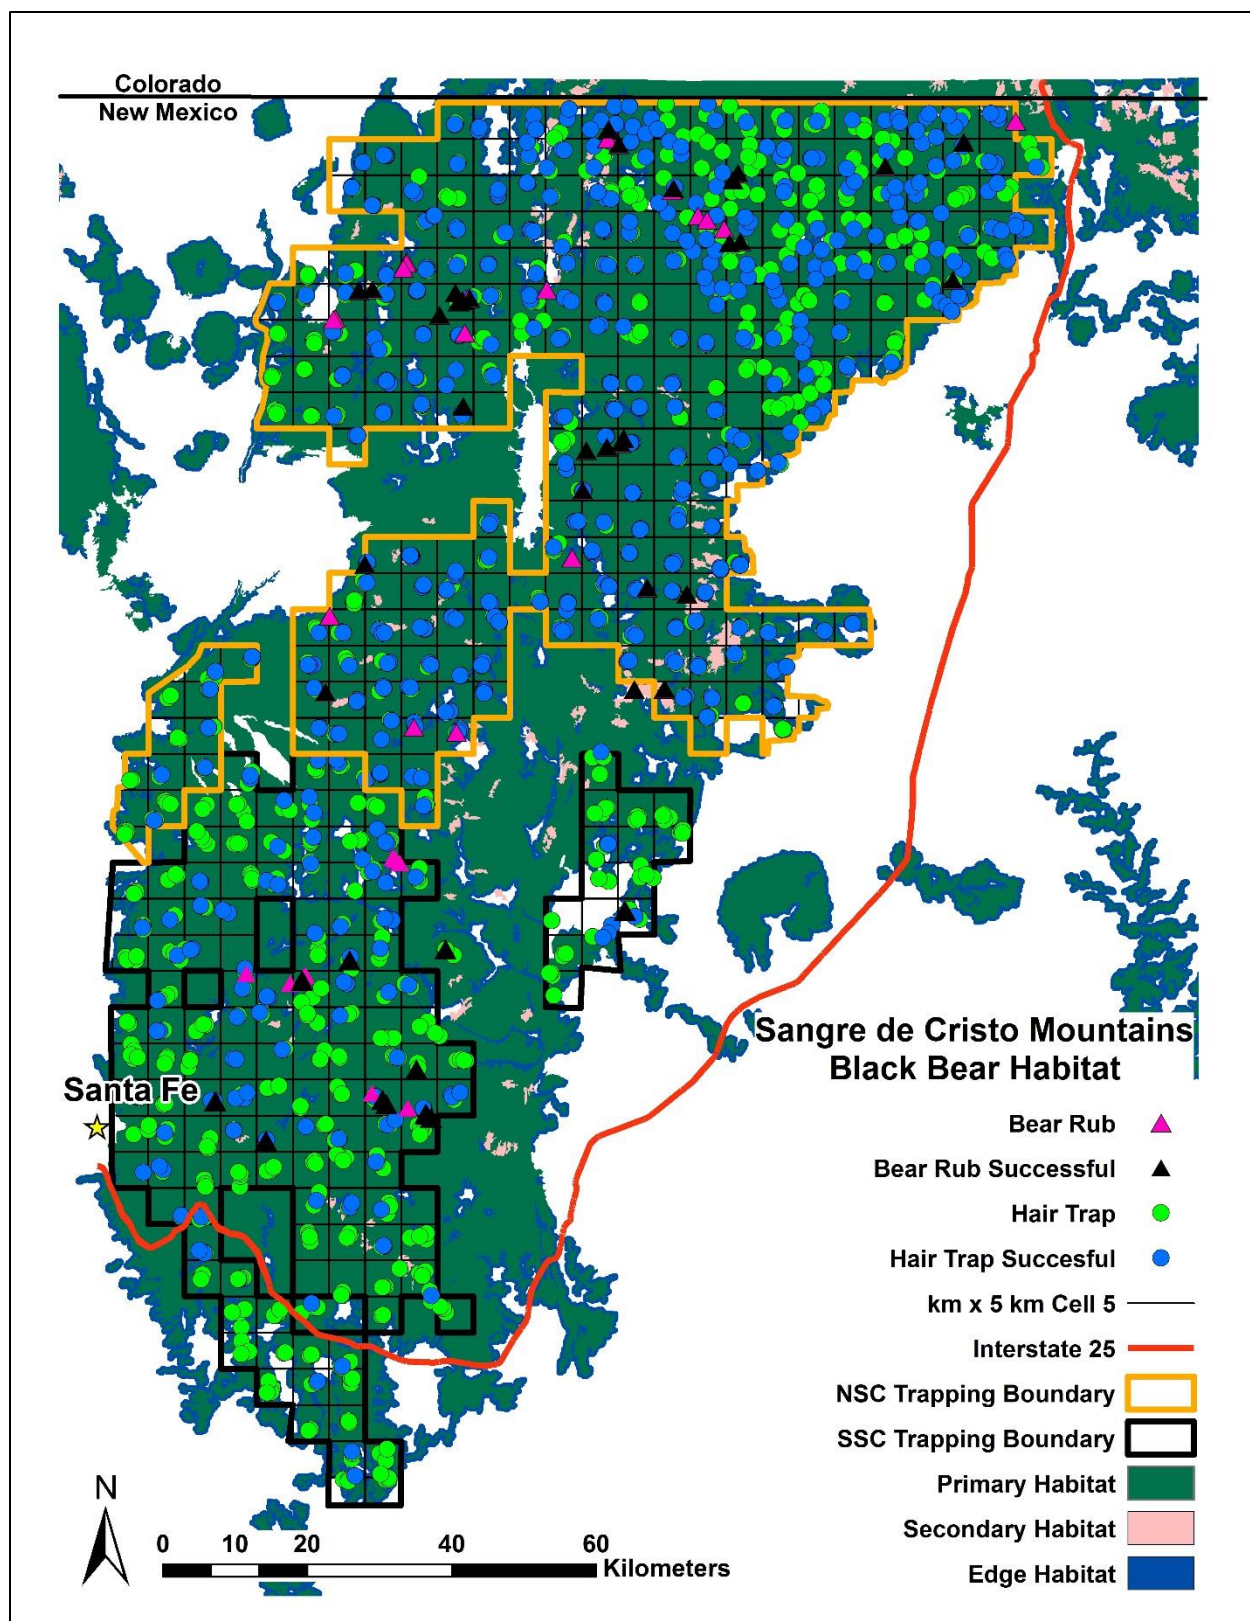 Colorado
New Mexico
Santa Fe
Sangre de Cristo Mountains
Black Bear Habitat
Bear Rub
Bear Rub Successful
Hair Trap
Hair Trap Succesful
km x 5 km Cell 5
Interstate 25
NSC Trapping Boundary
SSC Trapping Boundary
Primary Habitat
Secondary Habitat
Edge Habitat
N
0 10 20 40 60
Kilometers